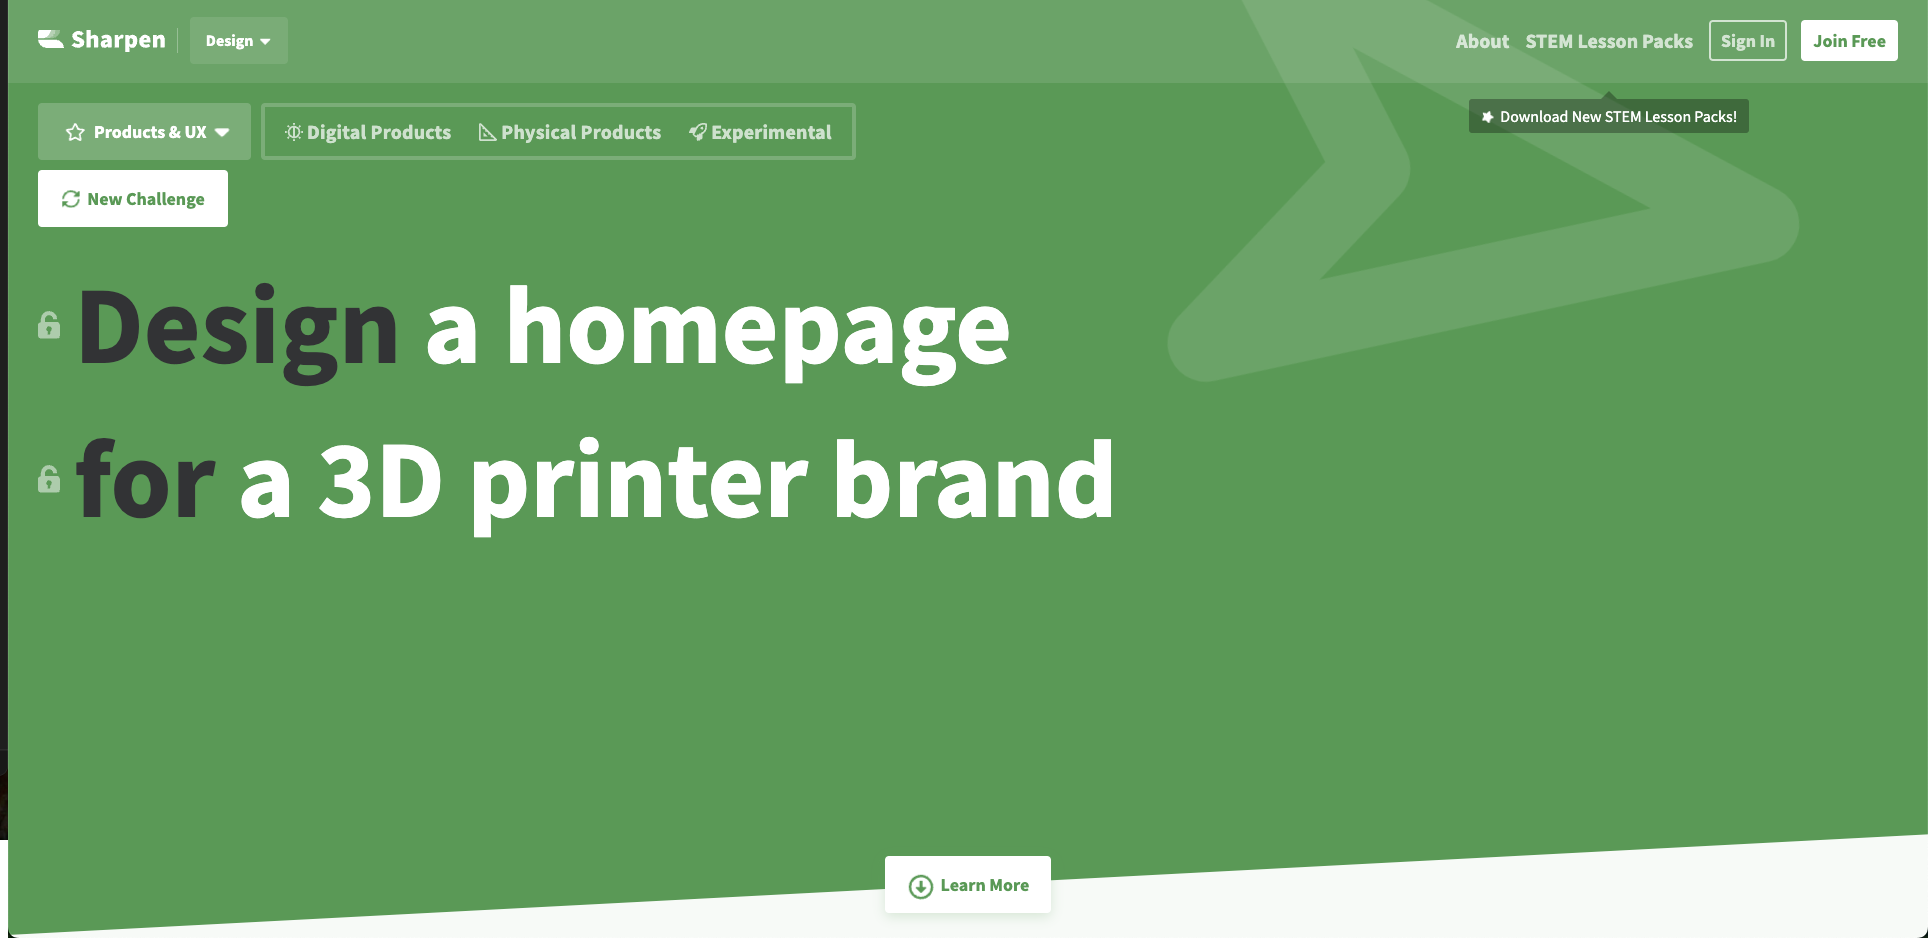 Sharpen
Design
About
STEM Lesson Packs
Sign In
Join Free
Download New STEM Lesson Packs!
Products & UX
Digital Products
Physical Products
Experimental
New Challenge
Design a homepage
for a 3D printer brand
Learn More